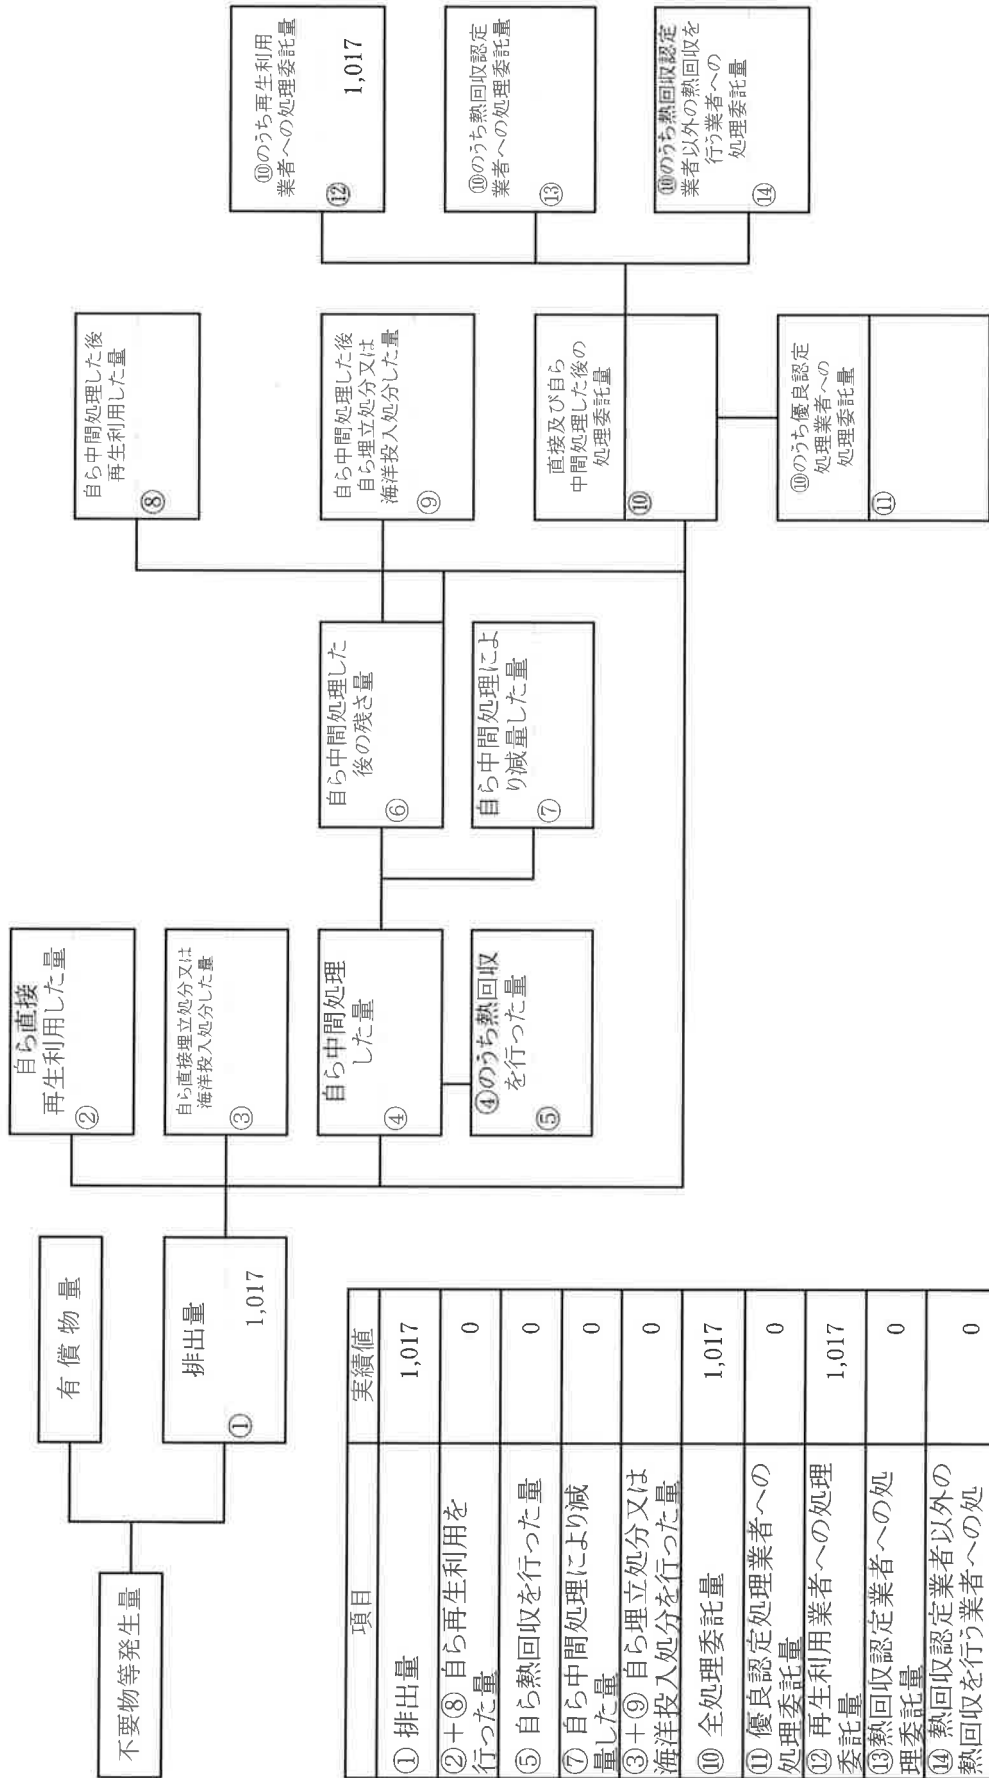 不要物等発生量
有償物量
排出量
①
1,017
自ら直接
再生利用した量
②
自ら直接埋立処分又は
海洋投入処分した量
③
自ら中間処理
した量
④
④のうち熱回収
を行った量
⑤
自ら中間処理した
後の残さ量
⑥
自ら中間処理によ
り減量した量
⑦
自ら中間処理した後
再生利用した量
⑧
自ら中間処理した後
自ら埋立処分又は
海洋投入処分した量
⑨
直接及び自ら
中間処理した後の
処理委託量
⑩
⑩のうち優良認定
処理業者への
処理委託量
⑪
⑩のうち再生利用
業者への処理委託量
⑫
1,017
⑩のうち熱回収認定
業者への処理委託量
⑬
⑩のうち熱回収認定
業者以外の熱回収を
行う業者への
処理委託量
⑭
項目 実績値
① 排出量 1,017
②+⑧ 自ら再生利用を
行った量 0
⑤ 自ら熱回収を行った量 0
⑦ 自ら中間処理により減
量した量 0
③+⑨ 自ら埋立処分又は
海洋投入処分を行った量 0
⑩ 全処理委託量 1,017
⑪ 優良認定処理業者への
処理委託量 0
⑫ 再生利用業者への処理
委託量 1,017
⑬熱回収認定業者への処
理委託量 0
⑭ 熱回収認定業者以外の
熱回収を行う業者への処 0